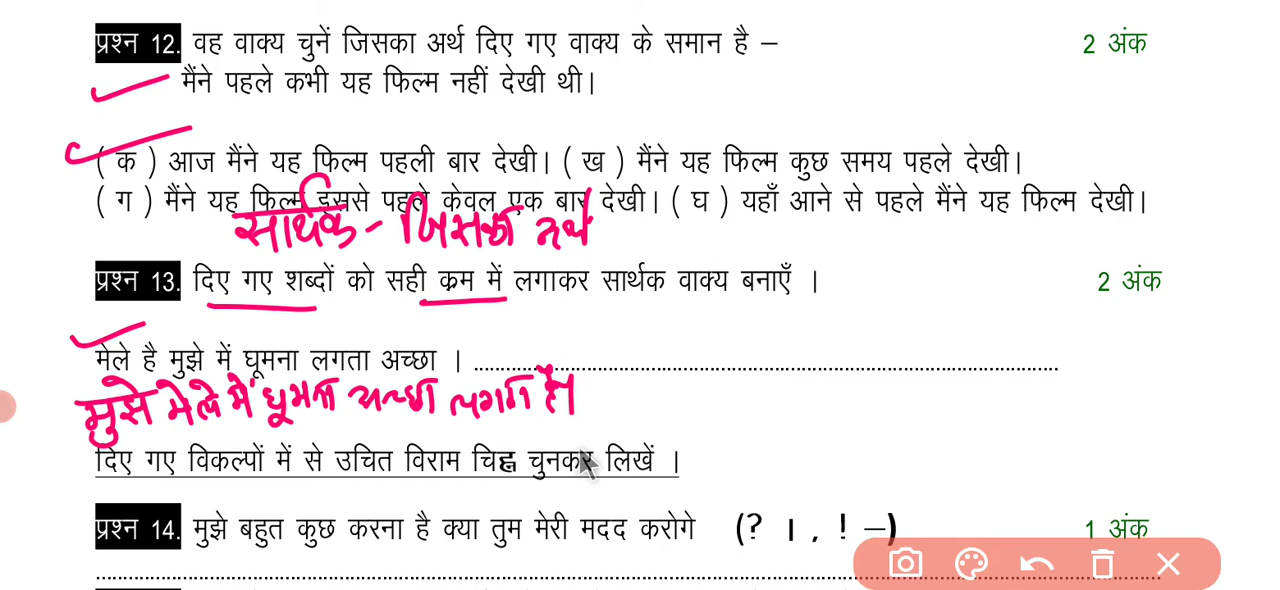 प्रश्न 12. वह वाक्य चुनें जिसका अर्थ दिए गए वाक्य के समान है – 2 अंक
मैंने पहले कभी यह फिल्म नहीं देखी थी।
( क ) आज मैंने यह फिल्म पहली बार देखी। ( ख ) मैंने यह फिल्म कुछ समय पहले देखी।
( ग ) मैंने यह फिल्म इससे पहले केवल एक बार देखी। ( घ ) यहाँ आने से पहले मैंने यह फिल्म देखी।
सार्थक - जिसका अर्थ
प्रश्न 13. दिए गए शब्दों को सही कम में लगाकर सार्थक वाक्य बनाएँ । 2 अंक
मेले है मुझे में घूमना लगता अच्छा । ....................................................................
मुझे मेले में घूमना अच्छा लगता है।
दिए गए विकल्पों में से उचित विराम चिह्न चुनकर लिखें ।
प्रश्न 14. मुझे बहुत कुछ करना है क्या तुम मेरी मदद करोगे (? । , ! –) 1 अंक
....................................................................